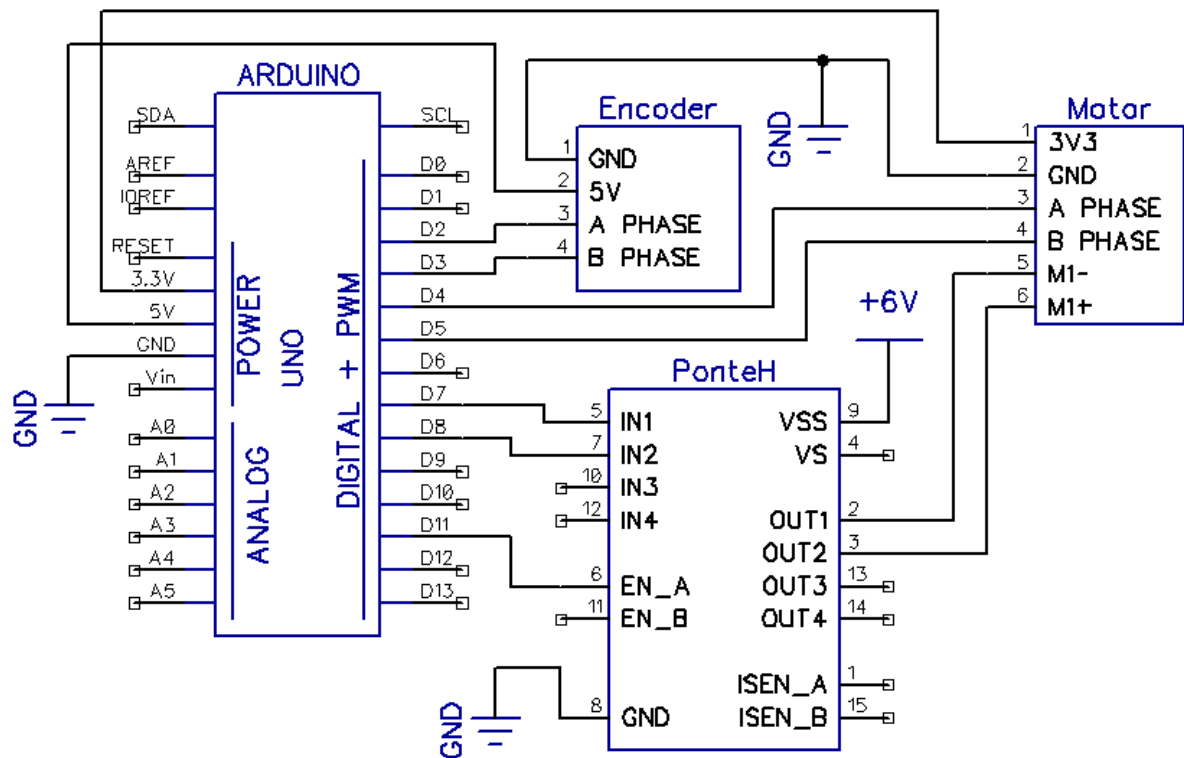 ARDUINO
SDA
AREF
IOREF
RESET
3.3V
5V
GND
Vin
A0
A1
A2
A3
A4
A5
POWER
UNO
ANALOG
DIGITAL + PWM
SCL
D0
D1
D2
D3
D4
D5
D6
D7
D8
D9
D10
D11
D12
D13
GND
Encoder
1 GND
2 5V
3 A PHASE
4 B PHASE
GND
Motar
1 3V3
2 GND
3 A PHASE
4 B PHASE
5 M1-
6 M1+
+6V
PonteH
5 IN1
7 IN2
10 IN3
12 IN4
6 EN_A
11 EN_B
8 GND
VSS 9
VS 4
OUT1 2
OUT2 3
OUT3 13
OUT4 14
ISEN_A 1
ISEN_B 15
GND